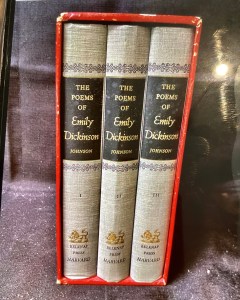 THE
POEMS
OF
Emily
Dickinson
JOHNSON
I
BELKNAP
PRESS
HARVARD
THE
POEMS
OF
Emily
Dickinson
JOHNSON
II
BELKNAP
PRESS
HARVARD
THE
POEMS
OF
Emily
Dickinson
JOHNSON
III
BELKNAP
PRESS
HARVARD